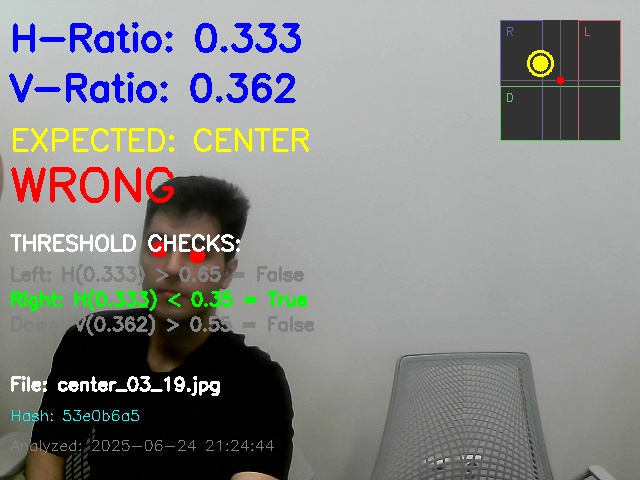 H-Ratio: 0.333
V-Ratio: 0.362
EXPECTED: CENTER
WRONG
THRESHOLD CHECKS:
Left: H(0.333) > 0.65 = False
Right: H(0.333) < 0.35 = True
Down: V(0.362) > 0.55 = False
File: center_03_19.jpg
Hash: 53e0b6a5
Analyzed: 2025-06-24 21:24:44
R L
D